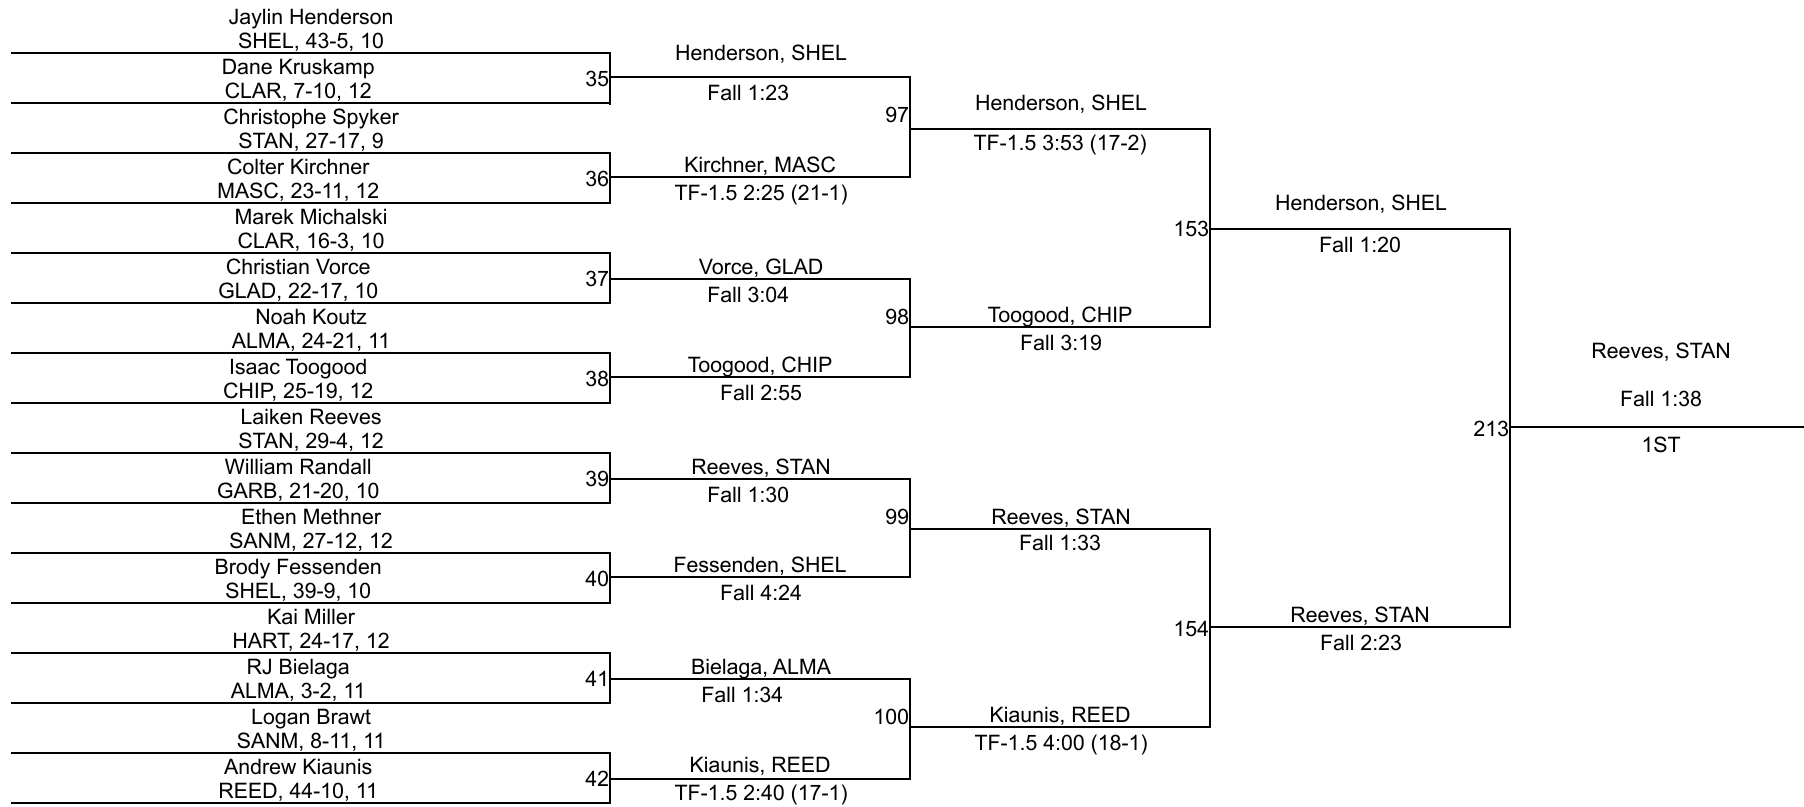 Jaylin Henderson
SHEL, 43-5, 10
Dane Kruskamp
CLAR, 7-10, 12
Christophe Spyker
STAN, 27-17, 9
Colter Kirchner
MASC, 23-11, 12
Marek Michalski
CLAR, 16-3, 10
Christian Vorce
GLAD, 22-17, 10
Noah Koutz
ALMA, 24-21, 11
Isaac Toogood
CHIP, 25-19, 12
Laiken Reeves
STAN, 29-4, 12
William Randall
GARB, 21-20, 10
Ethen Methner
SANM, 27-12, 12
Brody Fessenden
SHEL, 39-9, 10
Kai Miller
HART, 24-17, 12
RJ Bielaga
ALMA, 3-2, 11
Logan Brawt
SANM, 8-11, 11
Andrew Kiaunis
REED, 44-10, 11
35
36
37
38
39
40
41
42
Henderson, SHEL
Fall 1:23
Kirchner, MASC
TF-1.5 2:25 (21-1)
Vorce, GLAD
Fall 3:04
Toogood, CHIP
Fall 2:55
Reeves, STAN
Fall 1:30
Fessenden, SHEL
Fall 4:24
Bielaga, ALMA
Fall 1:34
Kiaunis, REED
TF-1.5 2:40 (17-1)
97
98
99
100
Henderson, SHEL
TF-1.5 3:53 (17-2)
Toogood, CHIP
Fall 3:19
Reeves, STAN
Fall 1:33
Kiaunis, REED
TF-1.5 4:00 (18-1)
153
154
Henderson, SHEL
Fall 1:20
Reeves, STAN
Fall 2:23
213
Reeves, STAN
Fall 1:38
1ST